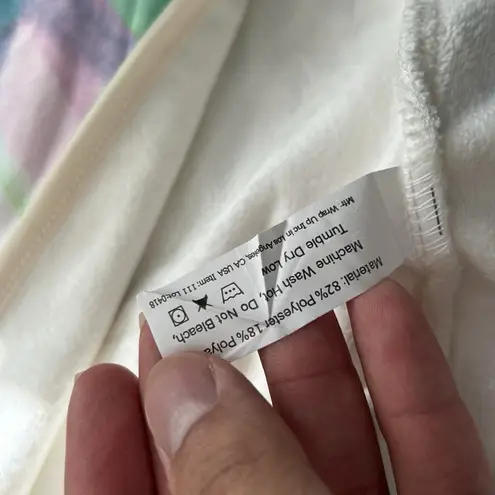 Material: 82% Polyester 18% Polya
Machine Wash Hot, Do Not Bleach,
Tumble Dry Low
Mfr: Wrap Up Inc in Los Angeles, CA USA Item: 111